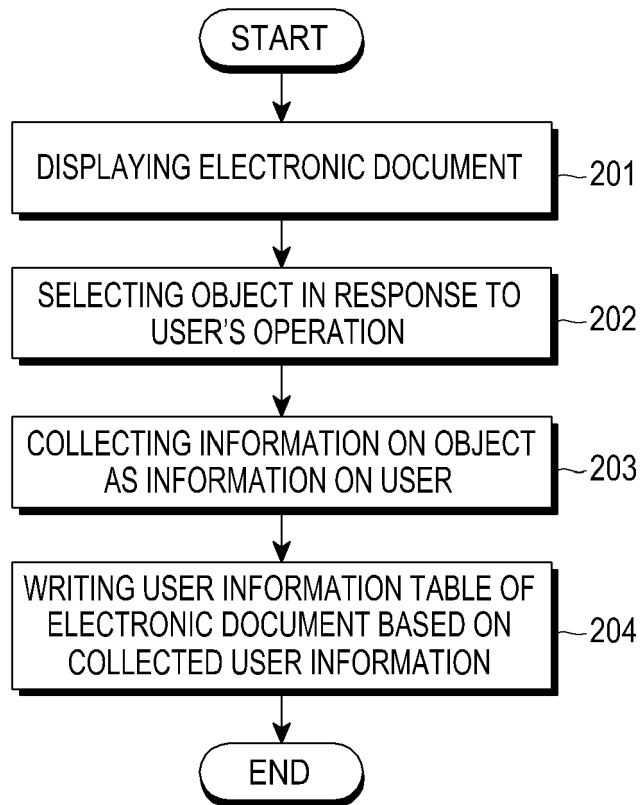 START
DISPLAYING ELECTRONIC DOCUMENT
201
SELECTING OBJECT IN RESPONSE TO
USER'S OPERATION
202
COLLECTING INFORMATION ON OBJECT
AS INFORMATION ON USER
203
WRITING USER INFORMATION TABLE OF
ELECTRONIC DOCUMENT BASED ON
COLLECTED USER INFORMATION
204
END